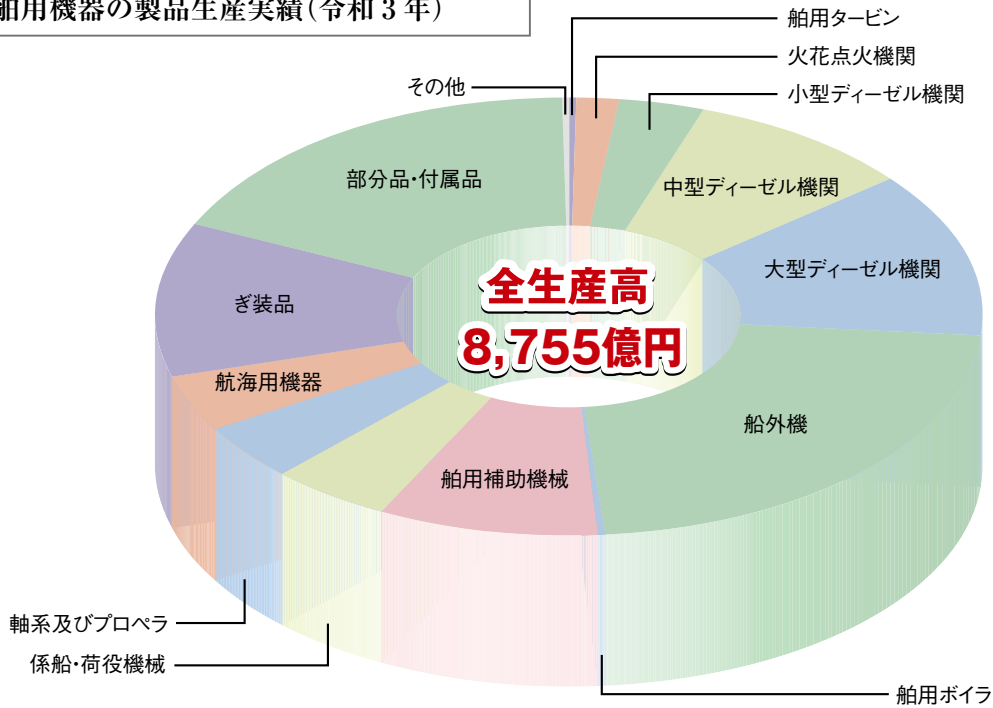 舶用機器の製品生産実績(令和3年)
舶用タービン
火花点火機関
小型ディーゼル機関
その他
部分品・付属品
中型ディーゼル機関
大型ディーゼル機関
全生産高
8,755億円
ぎ装品
航海用機器
船外機
舶用補助機械
軸系及びプロペラ
係船・荷役機械
舶用ボイラ